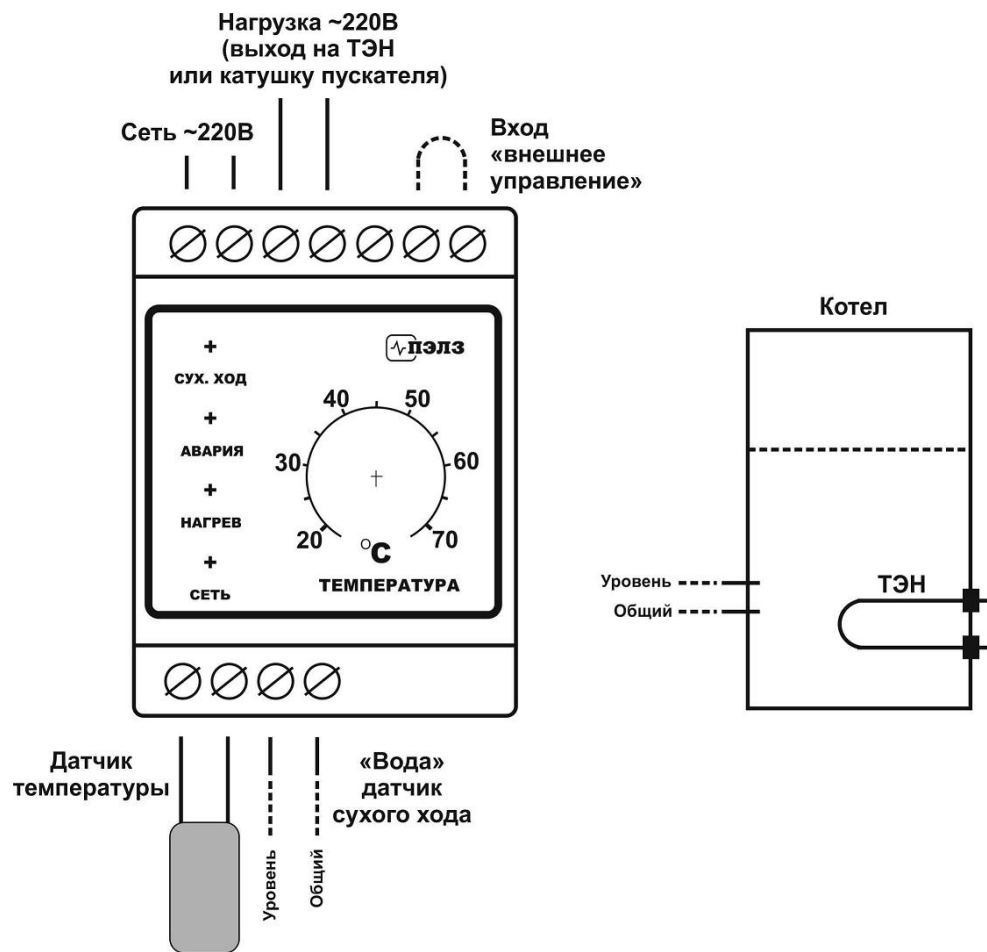 Нагрузка ~220В
(выход на ТЭН
или катушку пускателя)
Сеть ~220В
Вход
«внешнее
управление»
+
СУХ. ХОД
+
АВАРИЯ
+
НАГРЕВ
+
СЕТЬ
ПЭЛЗ
40 50
30 60
20 70
°C
ТЕМПЕРАТУРА
Котел
Уровень
Общий
ТЭН
Датчик
температуры
«Вода»
датчик
сухого хода
Уровень
Общий